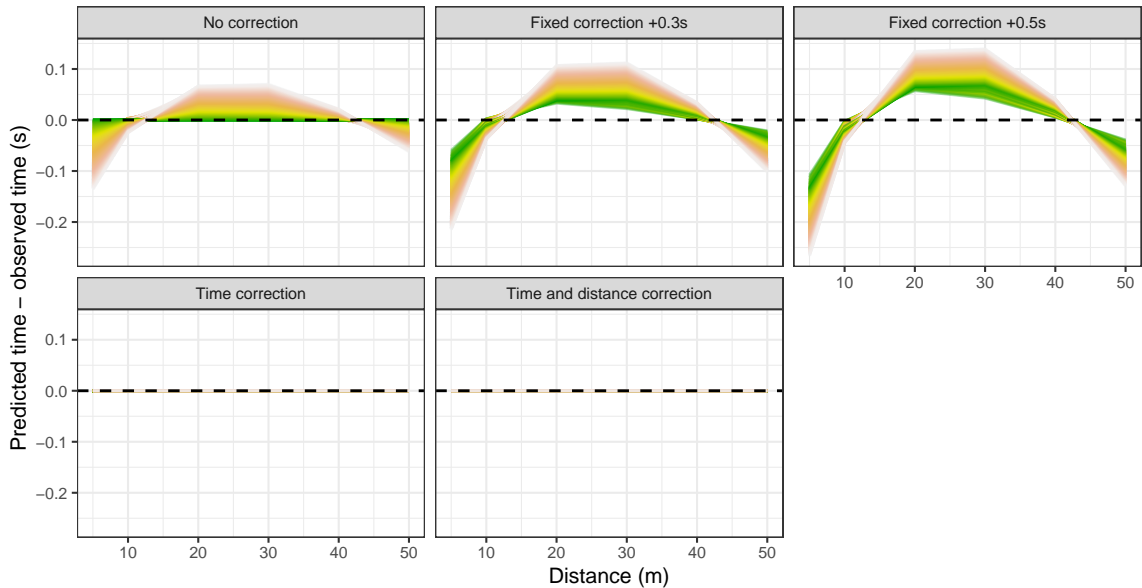 No correction
Fixed correction +0.3s
Fixed correction +0.5s
0.1
0.0
−0.1
−0.2
10 20 30 40 50
Time correction
Time and distance correction
0.1
0.0
−0.1
−0.2
10 20 30 40 50
10 20 30 40 50
Distance (m)
Predicted time − observed time (s)